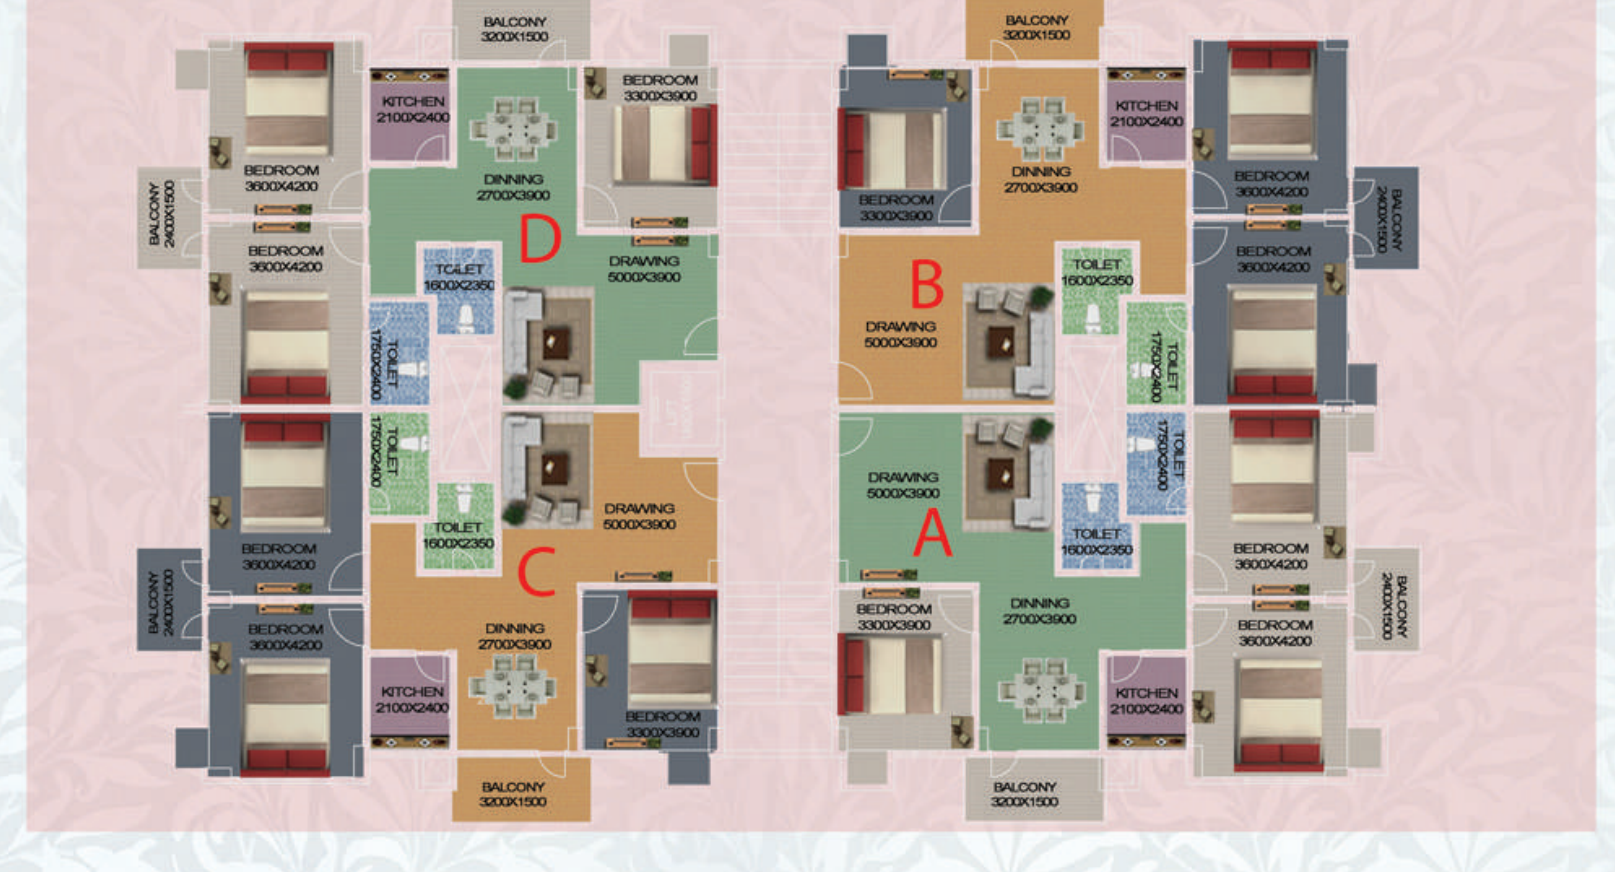 BALCONY
3200X1500
BALCONY
3200X1500
KITCHEN
2100X2400
BEDROOM
3300X3900
KITCHEN
2100X2400
BEDROOM
3600X4200
DINNING
2700X3900
BEDROOM
3300X3900
DINNING
2700X3900
BEDROOM
3600X4200
BALCONY
2400X1500
BALCONY
2400X1500
D
BEDROOM
3600X4200
TOILET
1600X2350
DRAWING
5000X3900
B
TOILET
1600X2350
BEDROOM
3600X4200
TOILET
1750X2400
DRAWING
5000X3900
TOILET
1750X2400
LIFT
TOILET
1750X2400
TOILET
1750X2400
DRAWING
5000X3900
DRAWING
5000X3900
TOILET
1600X2350
A
TOILET
1600X2350
BEDROOM
3600X4200
C
BEDROOM
3600X4200
BALCONY
2400X1500
BALCONY
2400X1500
BEDROOM
3600X4200
DINNING
2700X3900
BEDROOM
3300X3900
DINNING
2700X3900
BEDROOM
3600X4200
KITCHEN
2100X2400
BEDROOM
3300X3900
KITCHEN
2100X2400
BALCONY
3200X1500
BALCONY
3200X1500